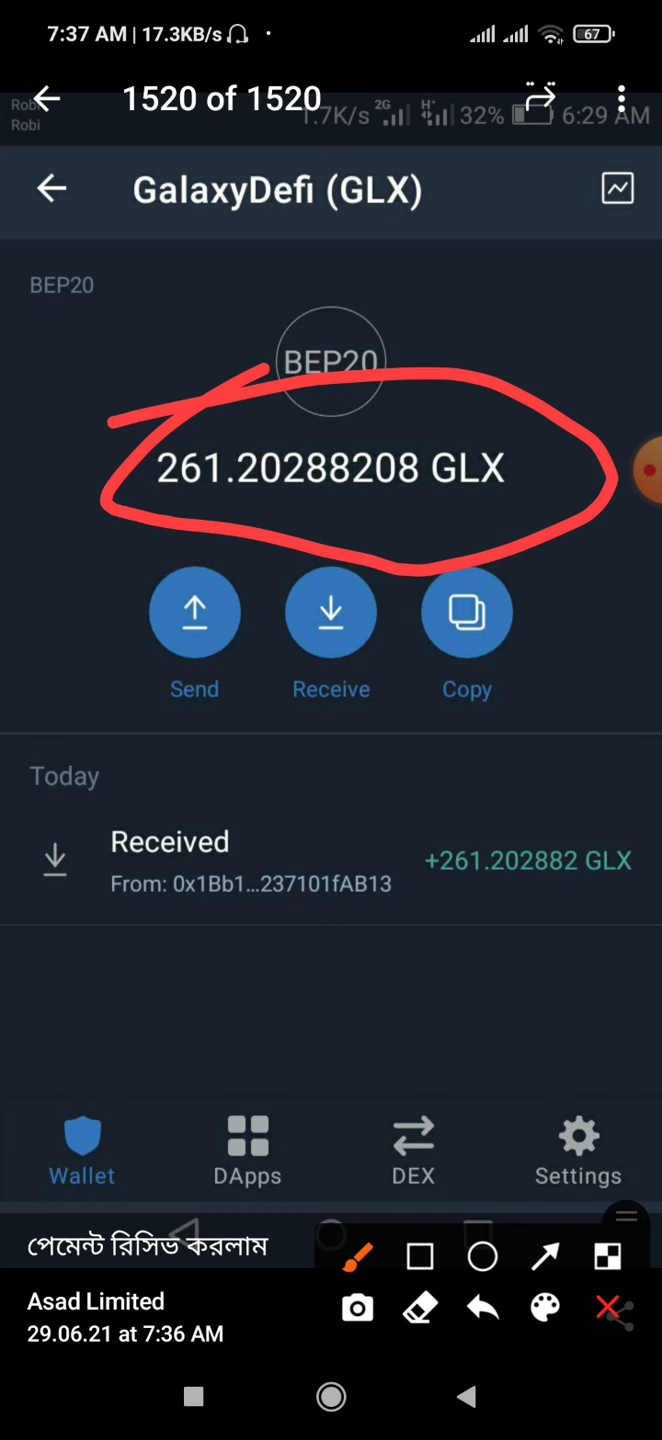 7:37 AM | 17.3KB/s
67
1520 of 1520
Robi
Robi
1.7K/s 2G H+ 32% 6:29 AM
GalaxyDefi (GLX)
BEP20
BEP20
261.20288208 GLX
Send Receive Copy
Today
Received
+261.202882 GLX
From: 0x1Bb1...237101fAB13
Wallet DApps DEX Settings
পেমেন্ট রিসিভ করলাম
Asad Limited
29.06.21 at 7:36 AM